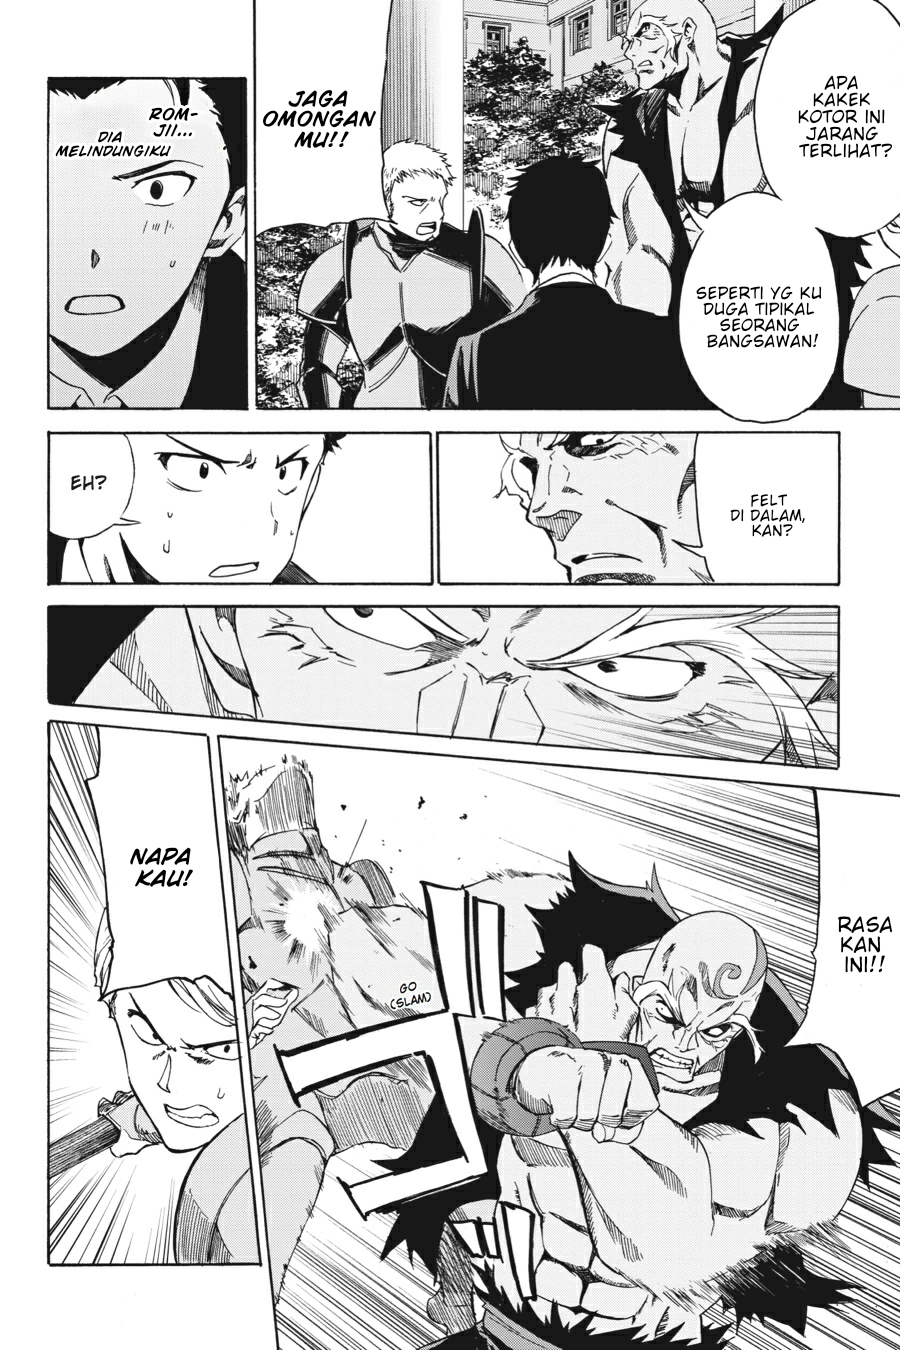 APA
KAKEK
KOTOR INI
JARANG
TERLIHAT?
SEPERTI YG KU
DUGA TIPIKAL
SEORANG
BANGSAWAN!
JAGA
OMONGAN
MU!!
ROM-
JII...
DIA
MELINDUNGIKU
FELT
DI DALAM,
KAN?
EH?
RASA
KAN
INI!!
GO
(SLAM)
NAPA
KAU!